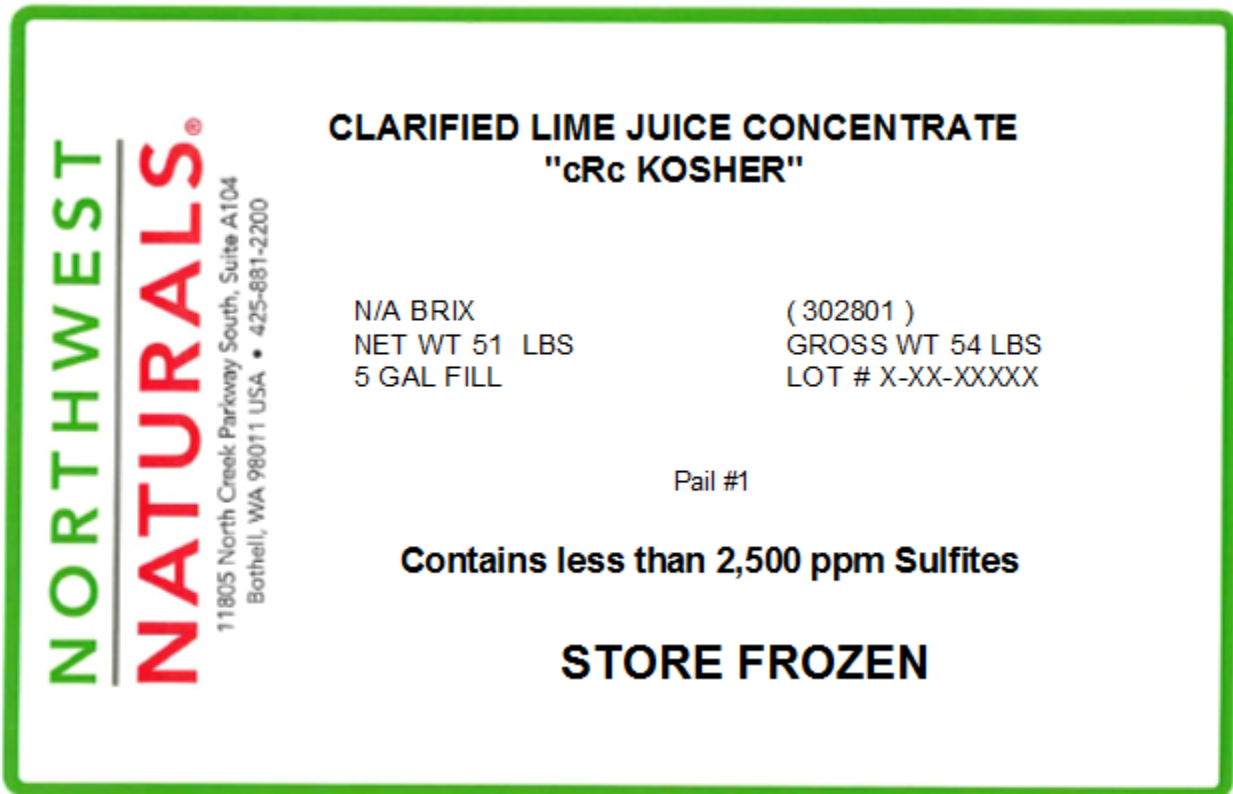 NORTHWEST
NATURALS®
11805 North Creek Parkway South, Suite A104
Bothell, WA 98011 USA • 425-881-2200
CLARIFIED LIME JUICE CONCENTRATE
"cRc KOSHER"
N/A BRIX ( 302801 )
NET WT 51 LBS GROSS WT 54 LBS
5 GAL FILL LOT # X-XX-XXXXX
Pail #1
Contains less than 2,500 ppm Sulfites
STORE FROZEN